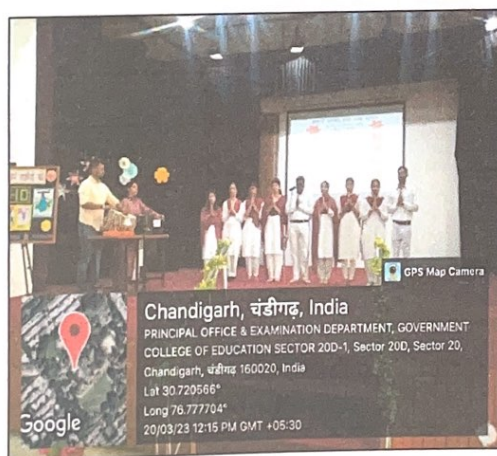 GPS Map Camera
Chandigarh, चंडीगढ़, India
PRINCIPAL OFFICE & EXAMINATION DEPARTMENT, GOVERNMENT
COLLEGE OF EDUCATION SECTOR 20D-1, Sector 20D, Sector 20,
Chandigarh, चंडीगढ़ 160020, India
Lat 30.720566°
Long 76.777704°
20/03/23 12:15 PM GMT +05:30
Google